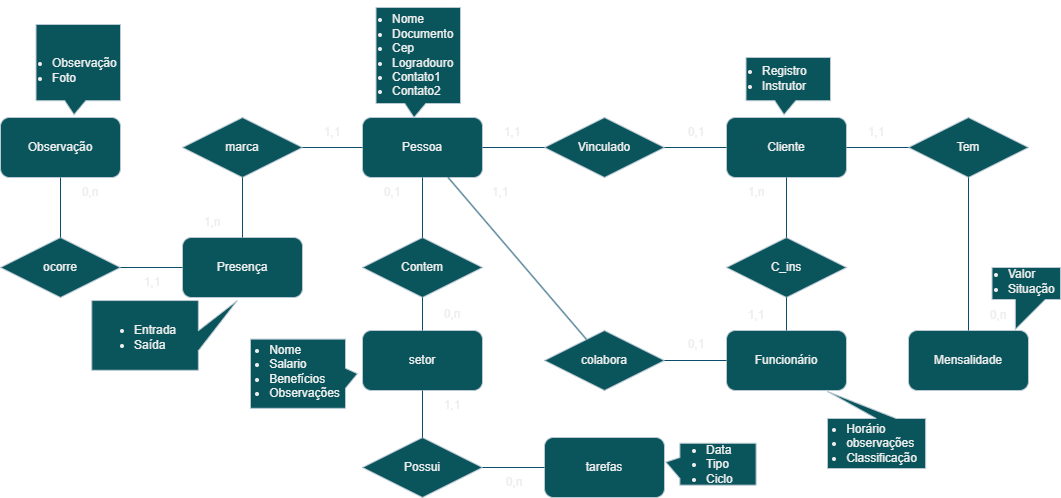 Nome
Documento
Cep
Logradouro
Contato1
Contato2
Observação
Foto
Registro
Instrutor
Observação
marca
1,1
Pessoa
1,1
Vinculado
0,1
Cliente
1,1
Tem
0,n
1,n
0,1
1,1
1,n
ocorre
1,1
Presença
Contem
C_ins
Valor
Situação
Entrada
Saída
0,n
1,1
0,n
Nome
Salario
Benefícios
Observações
setor
colabora
0,1
Funcionário
Mensalidade
1,1
Horário
observações
Classificação
Possui
0,n
tarefas
Data
Tipo
Ciclo